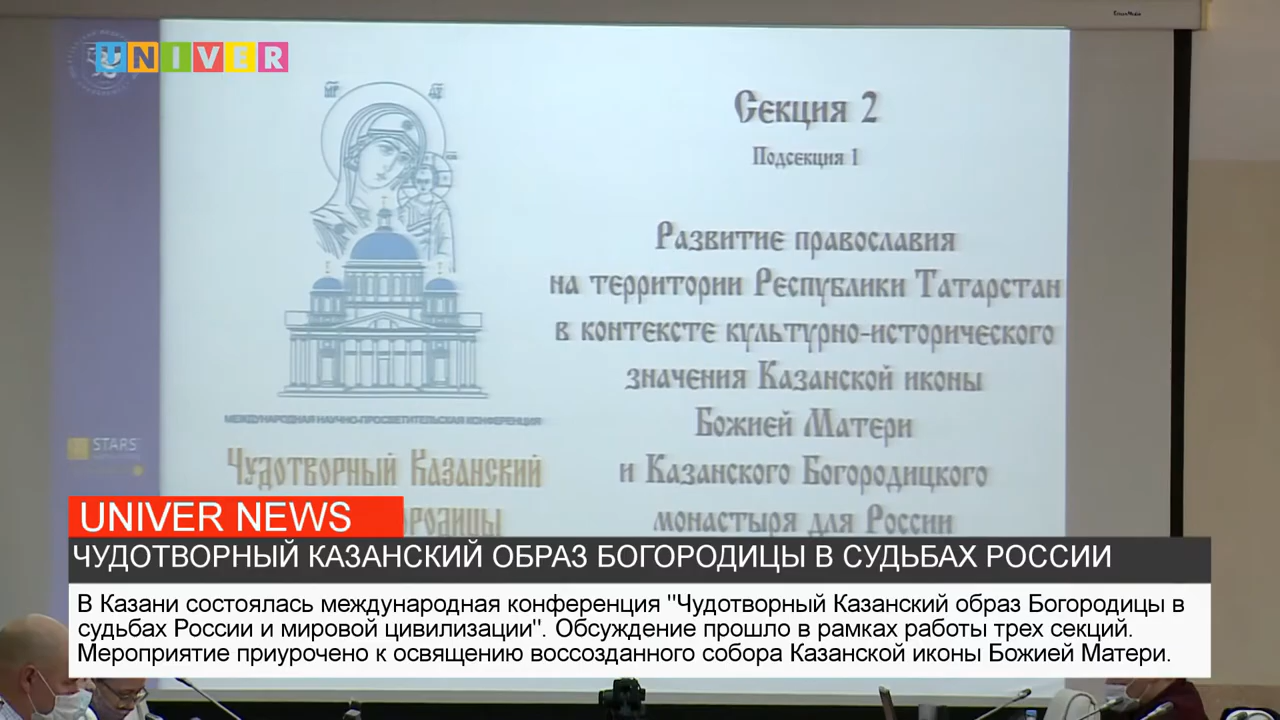 UNIVER
Секция 2
Подсекция 1
Развитие православия
на территории Республики Татарстан
в контексте культурно-исторического
значения Казанской иконы
Божией Матери
и Казанского Богородицкого
монастыря для России
МЕЖДУНАРОДНАЯ НАУЧНО-ПРОСВЕТИТЕЛЬСКАЯ КОНФЕРЕНЦИЯ
Чудотворный Казанский
STARS
UNIVER NEWS
ЧУДОТВОРНЫЙ КАЗАНСКИЙ ОБРАЗ БОГОРОДИЦЫ В СУДЬБАХ РОССИИ
В Казани состоялась международная конференция "Чудотворный Казанский образ Богородицы в
судьбах России и мировой цивилизации". Обсуждение прошло в рамках работы трех секций.
Мероприятие приурочено к освящению воссозданного собора Казанской иконы Божией Матери.